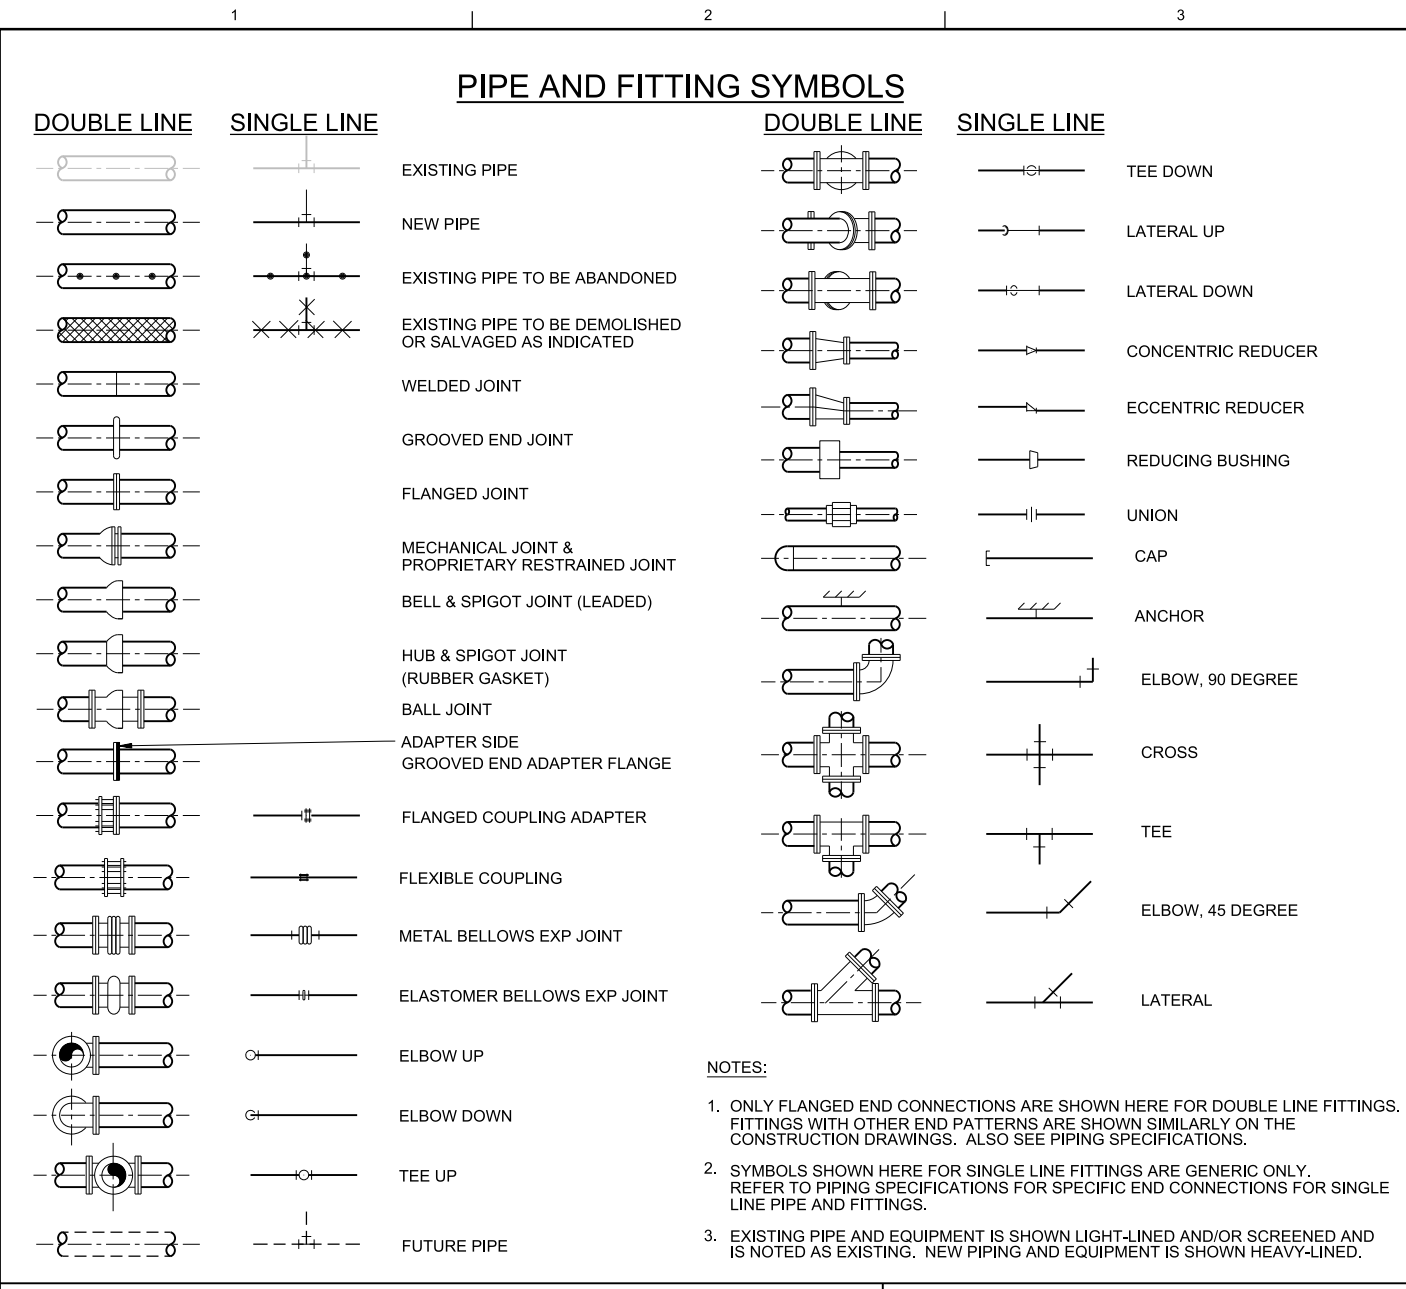 1 2 3
PIPE AND FITTING SYMBOLS
DOUBLE LINE SINGLE LINE
EXISTING PIPE
NEW PIPE
EXISTING PIPE TO BE ABANDONED
EXISTING PIPE TO BE DEMOLISHED
OR SALVAGED AS INDICATED
WELDED JOINT
GROOVED END JOINT
FLANGED JOINT
MECHANICAL JOINT &
PROPRIETARY RESTRAINED JOINT
BELL & SPIGOT JOINT (LEADED)
HUB & SPIGOT JOINT
(RUBBER GASKET)
BALL JOINT
ADAPTER SIDE
GROOVED END ADAPTER FLANGE
FLANGED COUPLING ADAPTER
FLEXIBLE COUPLING
METAL BELLOWS EXP JOINT
ELASTOMER BELLOWS EXP JOINT
ELBOW UP
ELBOW DOWN
TEE UP
FUTURE PIPE
DOUBLE LINE SINGLE LINE
TEE DOWN
LATERAL UP
LATERAL DOWN
CONCENTRIC REDUCER
ECCENTRIC REDUCER
REDUCING BUSHING
UNION
CAP
ANCHOR
ELBOW, 90 DEGREE
CROSS
TEE
ELBOW, 45 DEGREE
LATERAL
NOTES:
1. ONLY FLANGED END CONNECTIONS ARE SHOWN HERE FOR DOUBLE LINE FITTINGS.
FITTINGS WITH OTHER END PATTERNS ARE SHOWN SIMILARLY ON THE
CONSTRUCTION DRAWINGS. ALSO SEE PIPING SPECIFICATIONS.
2. SYMBOLS SHOWN HERE FOR SINGLE LINE FITTINGS ARE GENERIC ONLY.
REFER TO PIPING SPECIFICATIONS FOR SPECIFIC END CONNECTIONS FOR SINGLE
LINE PIPE AND FITTINGS.
3. EXISTING PIPE AND EQUIPMENT IS SHOWN LIGHT-LINED AND/OR SCREENED AND
IS NOTED AS EXISTING. NEW PIPING AND EQUIPMENT IS SHOWN HEAVY-LINED.